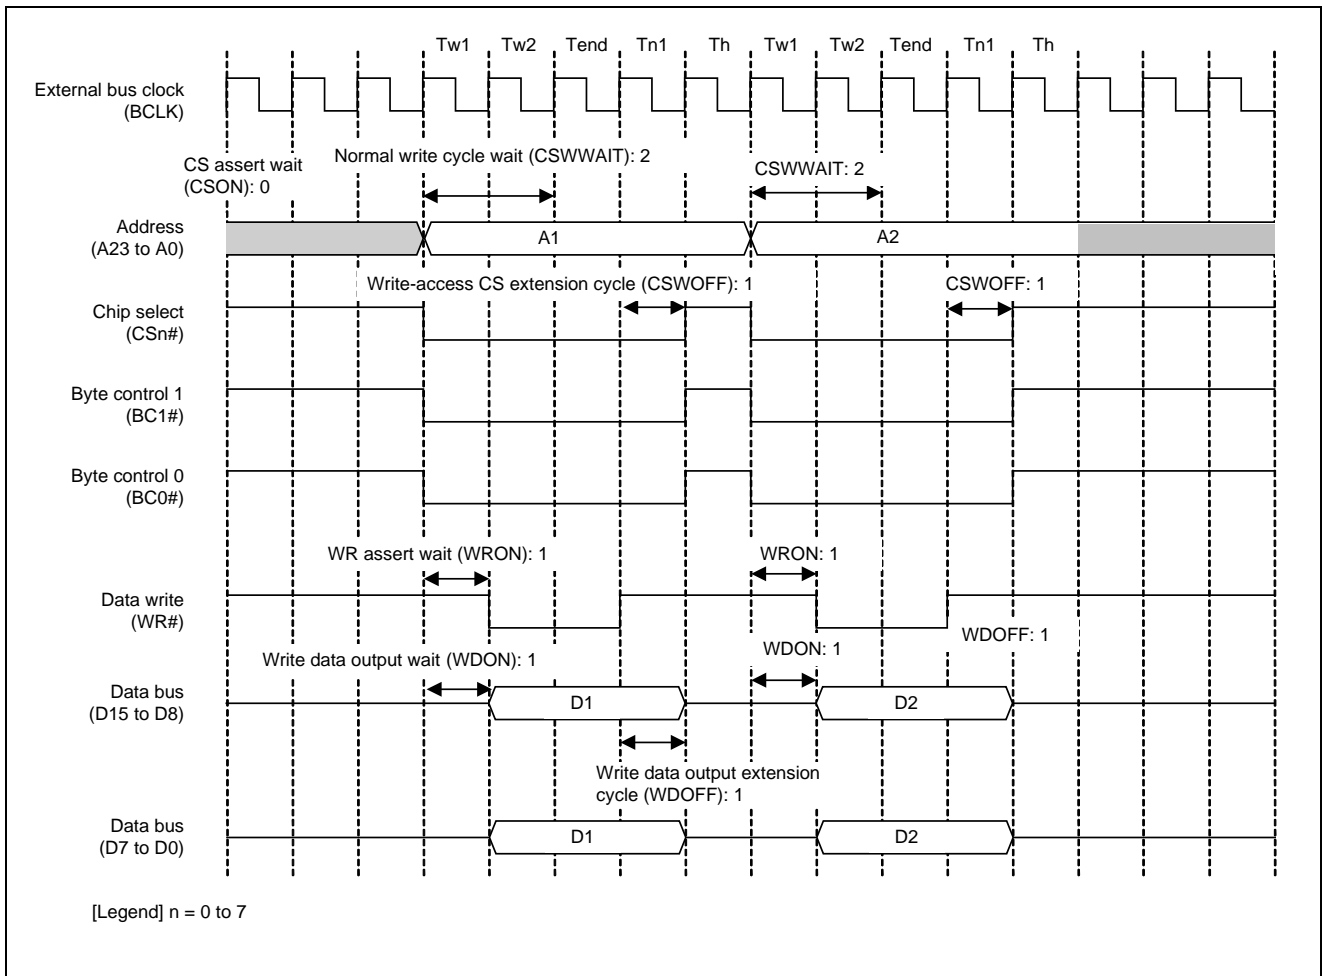 Tw1 Tw2 Tend Tn1 Th Tw1 Tw2 Tend Tn1 Th
External bus clock
(BCLK)
Normal write cycle wait (CSWWAIT): 2
CS assert wait
(CSON): 0
CSWWAIT: 2
Address
(A23 to A0)
A1
A2
Write-access CS extension cycle (CSWOFF): 1
CSWOFF: 1
Chip select
(CSn#)
Byte control 1
(BC1#)
Byte control 0
(BC0#)
WR assert wait (WRON): 1
WRON: 1
Data write
(WR#)
WDOFF: 1
WDON: 1
Write data output wait (WDON): 1
Data bus
(D15 to D8)
D1
D2
Write data output extension
cycle (WDOFF): 1
Data bus
(D7 to D0)
D1
D2
[Legend] n = 0 to 7